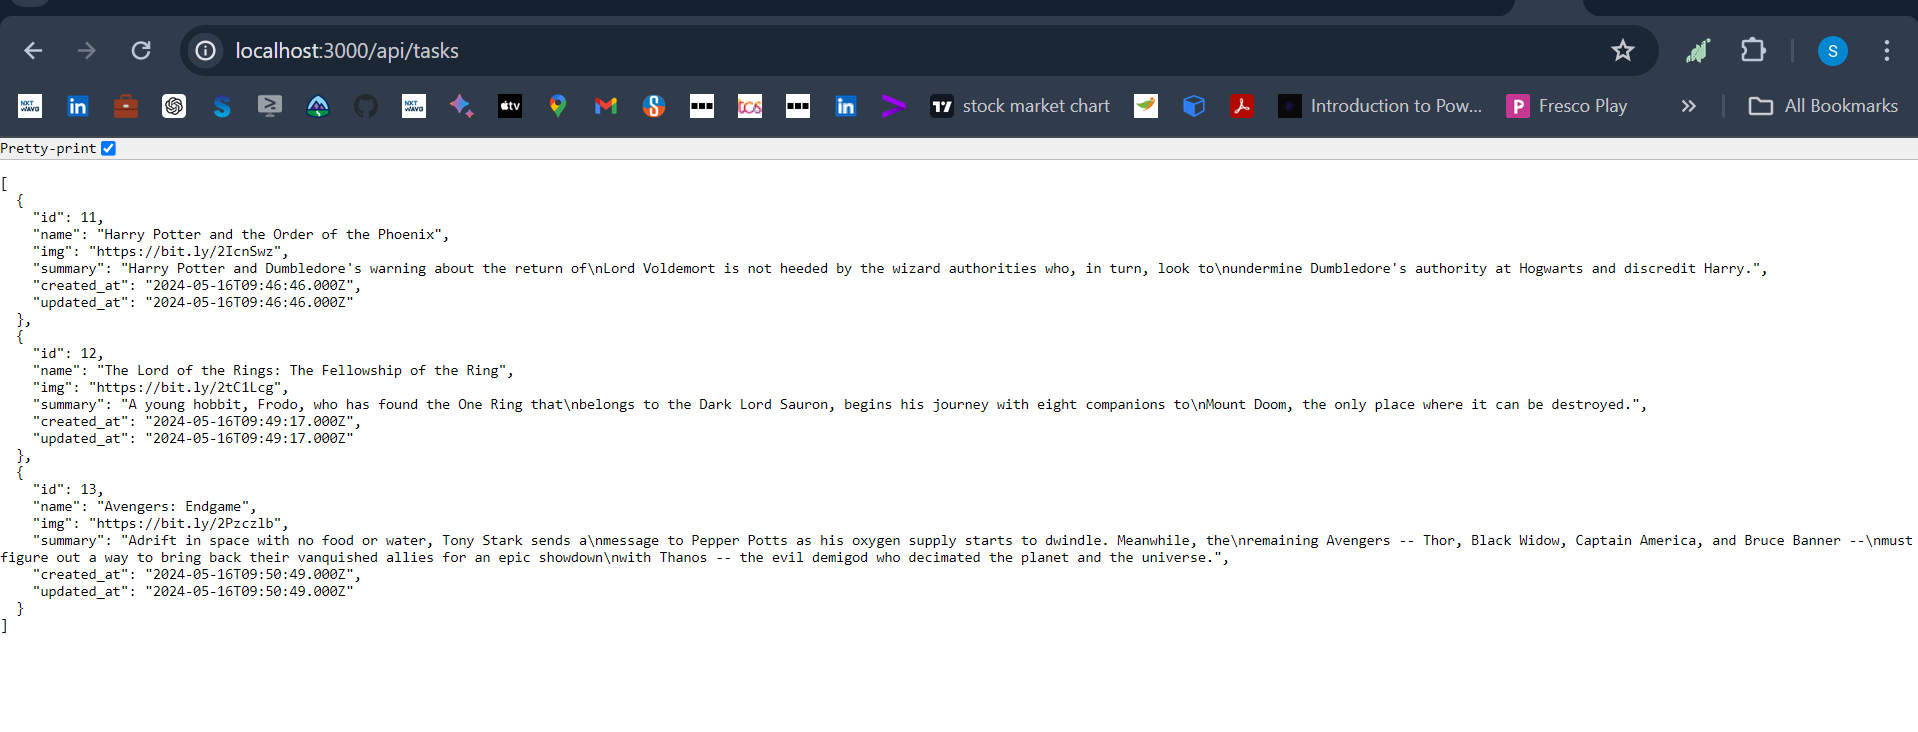 localhost:3000/api/tasks
S
NXT WAVE
in
S
NXT WAVE
tv
S
tcs
in
stock market chart
Introduction to Pow...
P
Fresco Play
»
All Bookmarks
Pretty-print
[
  {
    "id": 11,
    "name": "Harry Potter and the Order of the Phoenix",
    "img": "https://bit.ly/2IcnSwz",
    "summary": "Harry Potter and Dumbledore's warning about the return of\nLord Voldemort is not heeded by the wizard authorities who, in turn, look to\nundermine Dumbledore's authority at Hogwarts and discredit Harry.",
    "created_at": "2024-05-16T09:46:46.000Z",
    "updated_at": "2024-05-16T09:46:46.000Z"
  },
  {
    "id": 12,
    "name": "The Lord of the Rings: The Fellowship of the Ring",
    "img": "https://bit.ly/2tC1Lcg",
    "summary": "A young hobbit, Frodo, who has found the One Ring that\nbelongs to the Dark Lord Sauron, begins his journey with eight companions to\nMount Doom, the only place where it can be destroyed.",
    "created_at": "2024-05-16T09:49:17.000Z",
    "updated_at": "2024-05-16T09:49:17.000Z"
  },
  {
    "id": 13,
    "name": "Avengers: Endgame",
    "img": "https://bit.ly/2Pzczlb",
    "summary": "Adrift in space with no food or water, Tony Stark sends a\nmessage to Pepper Potts as his oxygen supply starts to dwindle. Meanwhile, the\nremaining Avengers -- Thor, Black Widow, Captain America, and Bruce Banner --\nmust
figure out a way to bring back their vanquished allies for an epic showdown\nwith Thanos -- the evil demigod who decimated the planet and the universe.",
    "created_at": "2024-05-16T09:50:49.000Z",
    "updated_at": "2024-05-16T09:50:49.000Z"
  }
]